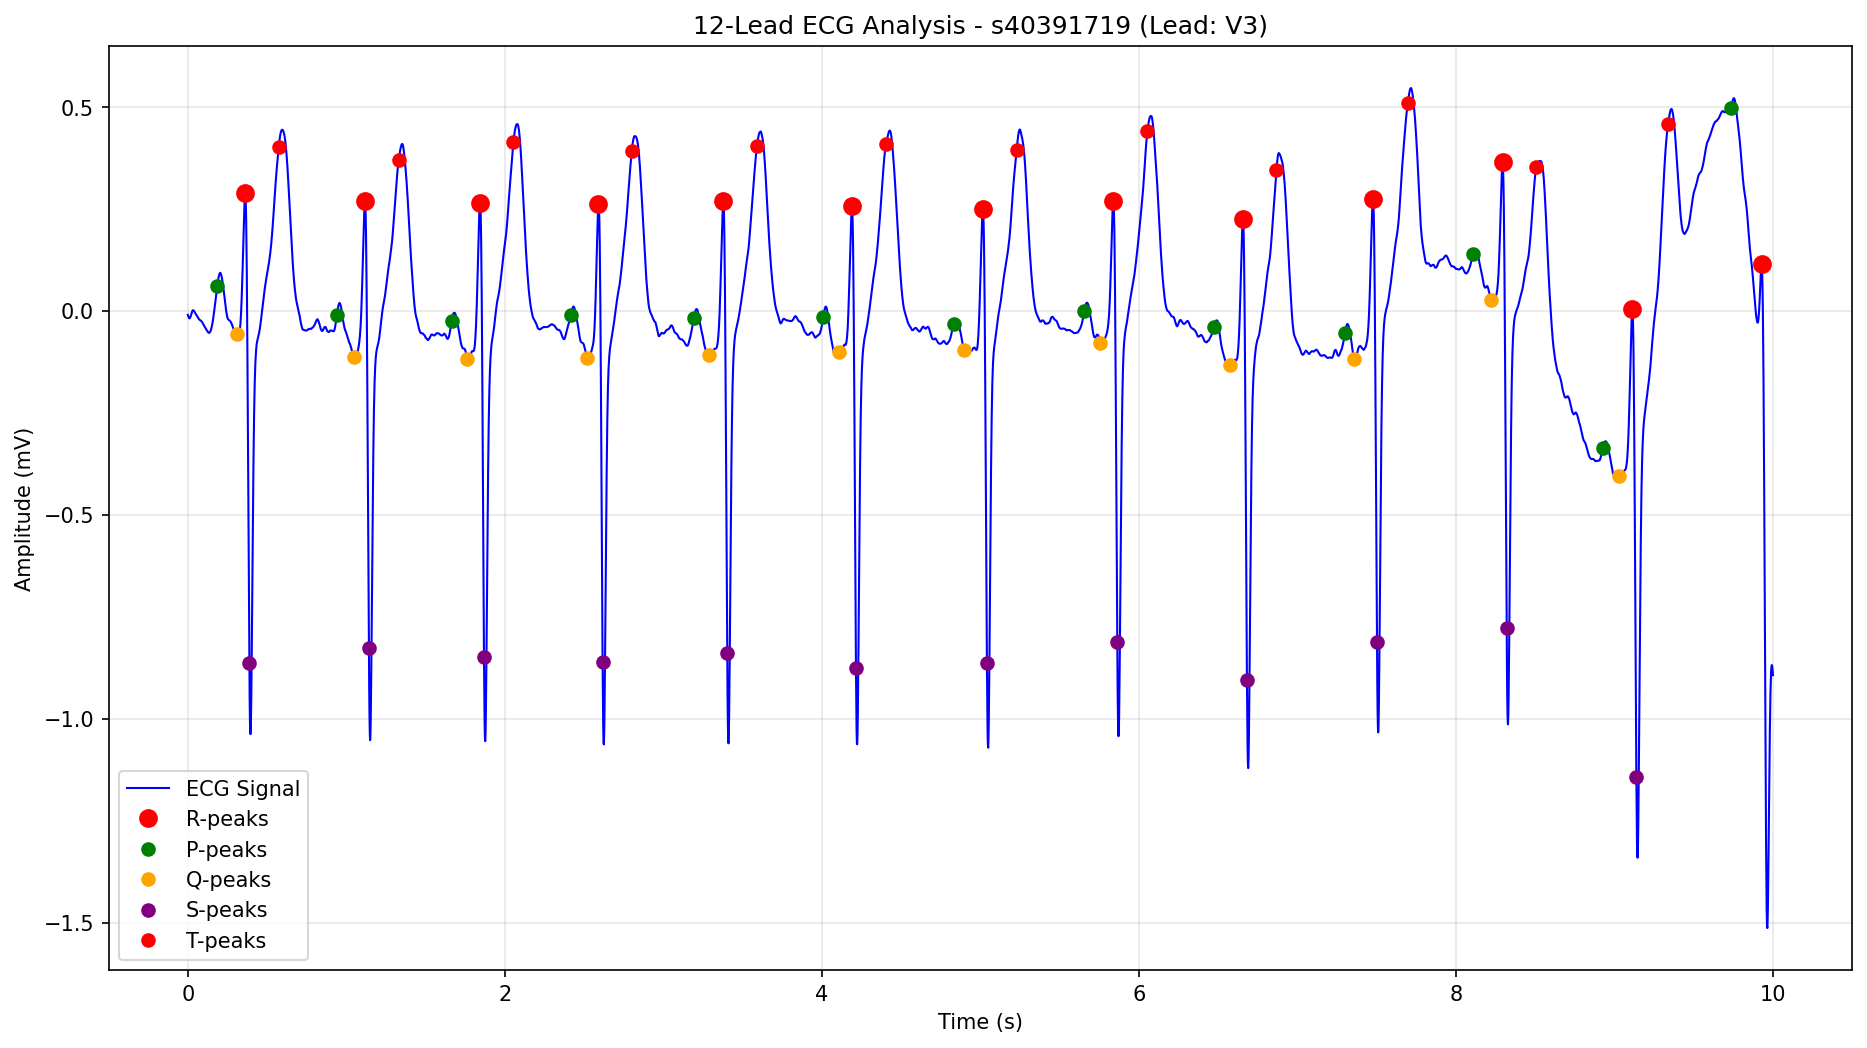 12-Lead ECG Analysis - s40391719 (Lead: V3)
Amplitude (mV)
0.5
0.0
−0.5
−1.0
−1.5
ECG Signal
R-peaks
P-peaks
Q-peaks
S-peaks
T-peaks
0 2 4 6 8 10
Time (s)